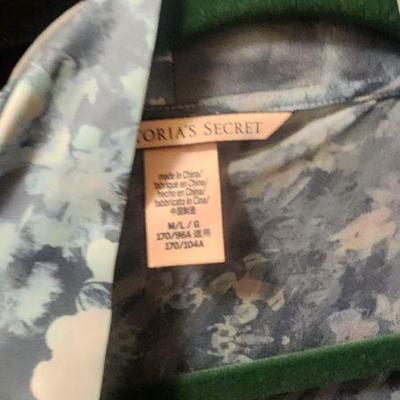 TORIA'S SECRET
made in China/
fabriqué en Chine/
hecho en China/
fabbricato in Cina/
中国制造
M/L / G
170/96A 适用
170/104A